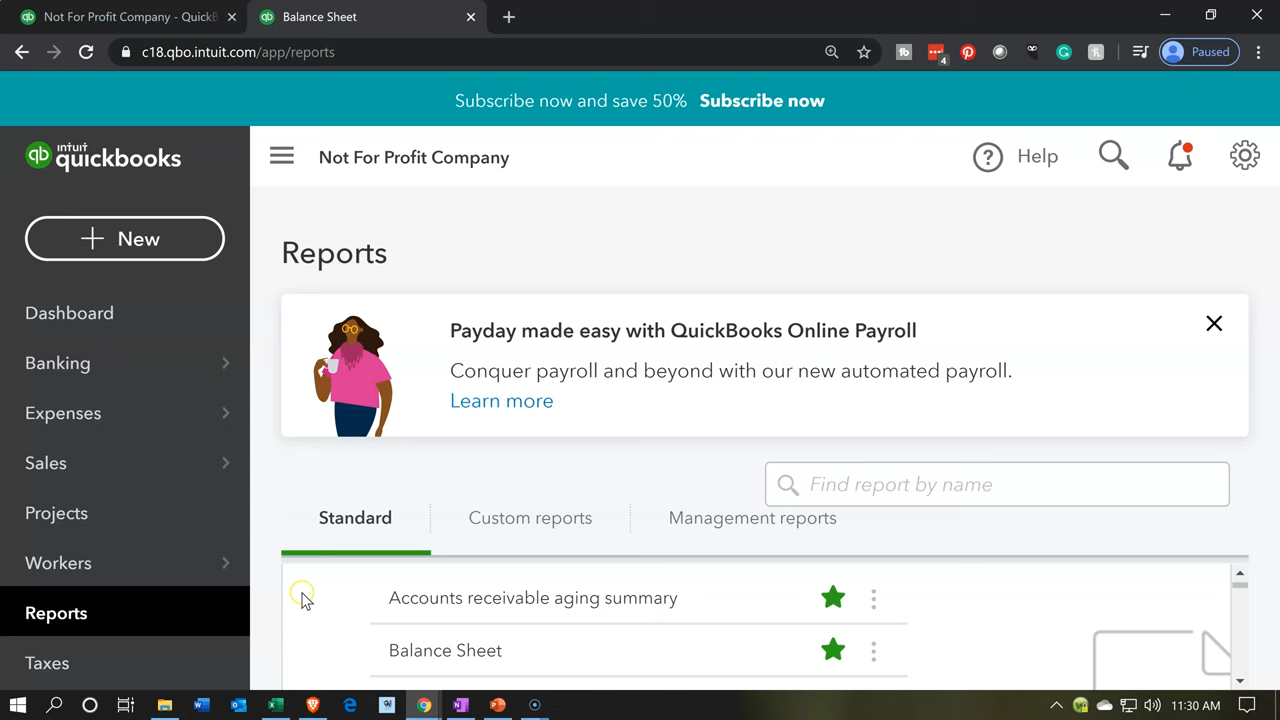 Not For Profit Company - QuickB
Balance Sheet
c18.qbo.intuit.com/app/reports
4
Paused
Subscribe now and save 50% Subscribe now
intuit
quickbooks
qb
Not For Profit Company
Help
New
Reports
Payday made easy with QuickBooks Online Payroll
Conquer payroll and beyond with our new automated payroll.
Learn more
Dashboard
Banking
Expenses
Sales
Projects
Workers
Reports
Taxes
Find report by name
Standard
Custom reports
Management reports
Accounts receivable aging summary
Balance Sheet
11:30 AM